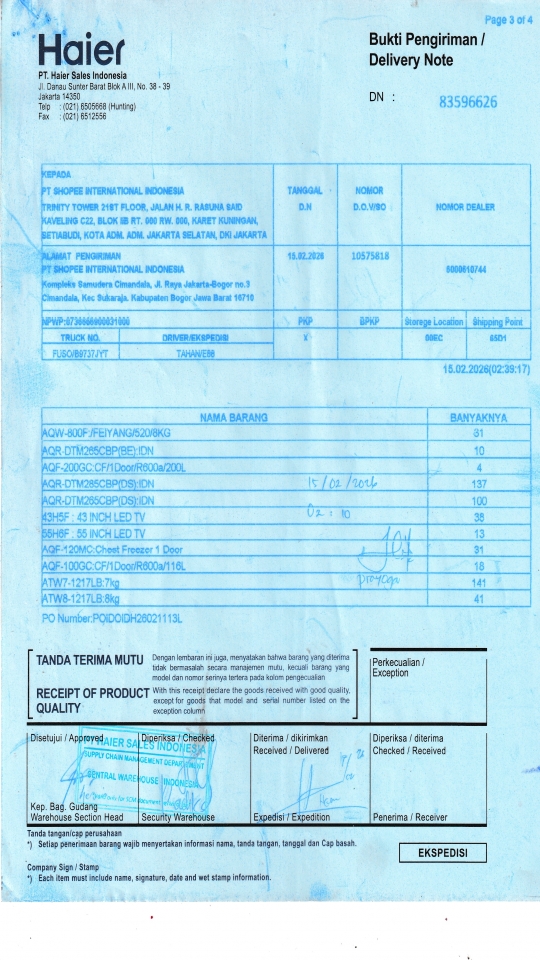 Page 3 of 4
Haier
Bukti Pengiriman /
Delivery Note
PT. Haier Sales Indonesia
Jl. Danau Sunter Barat Blok A III, No. 38 - 39
Jakarta 14350
Telp : (021) 6505668 (Hunting)
Fax : (021) 6512556
DN : 83596626
KEPADA
PT SHOPEE INTERNATIONAL INDONESIA
TRINITY TOWER 21ST FLOOR, JALAN H. R. RASUNA SAID
KAVELING C22, BLOK IIB RT. 000 RW. 000, KARET KUNINGAN,
SETIABUDI, KOTA ADM. ADM. JAKARTA SELATAN, DKI JAKARTA
TANGGAL
D.N
NOMOR
D.O.V/SO
NOMOR DEALER
ALAMAT PENGIRIMAN
PT SHOPEE INTERNATIONAL INDONESIA
Kompleks Samudera Cimandala, Jl. Raya Jakarta-Bogor no.3
Cimandala, Kec Sukaraja. Kabupaten Bogor Jawa Barat 16710
15.02.2026
10575818
PKP BPKP Storege Location Shipping Point
TRUCK NO. DRIVER/EKSPEDISI X 00EC 65D1
FUSO/B9737JYT
15.02.2026(02:39:17)
NAMA BARANG BANYAKNYA
AQW-800F:/FEIYANG/520/8KG 31
AQR-DTM265CBP(BE):IDN 10
AQF-200GC:CF/1Door/R600a/200L 4
AQR-DTM265CBP(DS):IDN 137
15/02/2026
AQR-DTM265CBP(DS):IDN 100
43H5F : 43 INCH LED TV
02:10
55H6F : 55 INCH LED TV 13
AQF-120MC:Chest Freezer 1 Door 31
AQF-100GC:CF/1Door/R600a/116L
ATW7-1217LB:7kg 141
ATW8-1217LB:8kg 41
PO Number:POIDOIDH26021113L
TANDA TERIMA MUTU
Dengan lembaran ini juga, menyatakan bahwa barang yang diterima
tidak bermasalah secara manajemen mutu, kecuali barang yang
model dan nomor serinya tertera pada kolom pengecualian
RECEIPT OF PRODUCT
QUALITY
With this receipt declare the goods received with good quality,
except for goods that model and serial number listed on the
exception column
Perkecualian /
Exception
Disetujui / Approved
Diperiksa / Checked
Diterima / dikirimkan
Received / Delivered
Diperiksa / diterima
Checked / Received
HAIER SALES INDONESIA
SUPPLY CHAIN MANAGEMENT DEPARTMENT
CENTRAL WAREHOUSE INDONESIA
Kep. Bag. Gudang
Warehouse Section Head
Security Warehouse
Expedisi / Expedition
Penerima / Receiver
Tanda tangan/cap perusahaan
*) Setiap penerimaan barang wajib menyertakan informasi nama, tanda tangan, tanggal dan Cap basah.
EKSPEDISI
Company Sign / Stamp
*) Each item must include name, signature, date and wet stamp information.